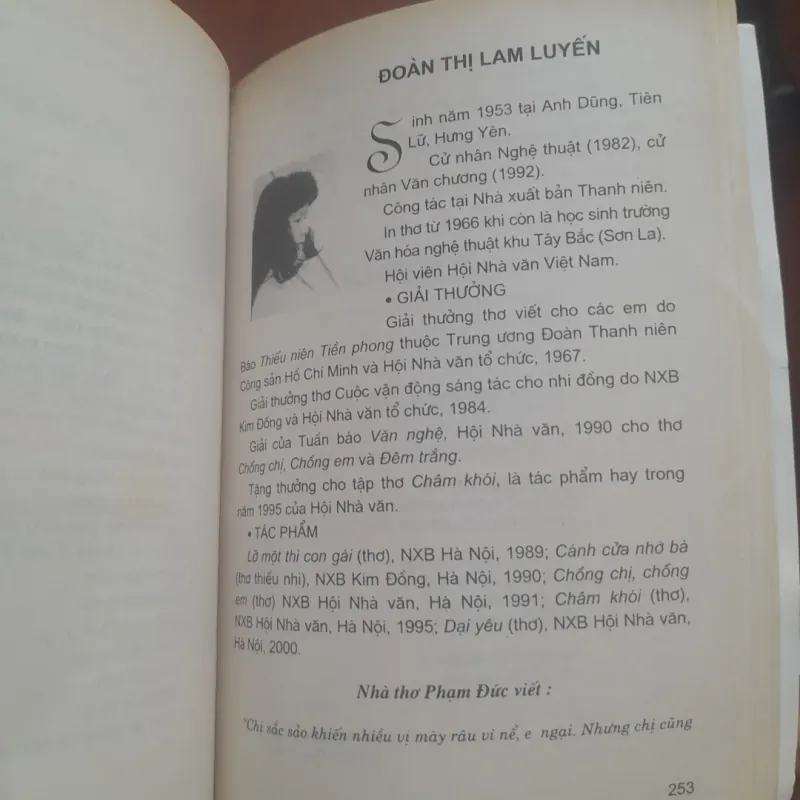 ĐOÀN THỊ LAM LUYẾN
Sinh năm 1953 tại Anh Dũng, Tiên
Lữ, Hưng Yên.
Cử nhân Nghệ thuật (1982), cử
nhân Văn chương (1992).
Công tác tại Nhà xuất bản Thanh niên.
In thơ từ 1966 khi còn là học sinh trường
Văn hóa nghệ thuật khu Tây Bắc (Sơn La).
Hội viên Hội Nhà văn Việt Nam.
• GIẢI THƯỞNG
Giải thưởng thơ viết cho các em do
Báo Thiếu niên Tiền phong thuộc Trung ương Đoàn Thanh niên
Cộng sản Hồ Chí Minh và Hội Nhà văn tổ chức, 1967.
Giải thưởng thơ Cuộc vận động sáng tác cho nhi đồng do NXB
Kim Đồng và Hội Nhà văn tổ chức, 1984.
Giải của Tuần báo Văn nghệ, Hội Nhà văn, 1990 cho thơ
Chồng chị, Chồng em và Đêm trắng.
Tặng thưởng cho tập thơ Châm khói, là tác phẩm hay trong
năm 1995 của Hội Nhà văn.
• TÁC PHẨM
Lỡ một thì con gái (thơ), NXB Hà Nội, 1989; Cánh cửa nhớ bà
(thơ thiếu nhi), NXB Kim Đồng, Hà Nội, 1990; Chồng chị, chồng
em (thơ) NXB Hội Nhà văn, Hà Nội, 1991; Châm khói (thơ),
NXB Hội Nhà văn, Hà Nội, 1995; Dại yêu (thơ), NXB Hội Nhà văn,
Hà Nội, 2000.
Nhà thơ Phạm Đức viết :
"Chị sắc sảo khiến nhiều vị mày râu vì nể, e ngại. Nhưng chị cũng
253